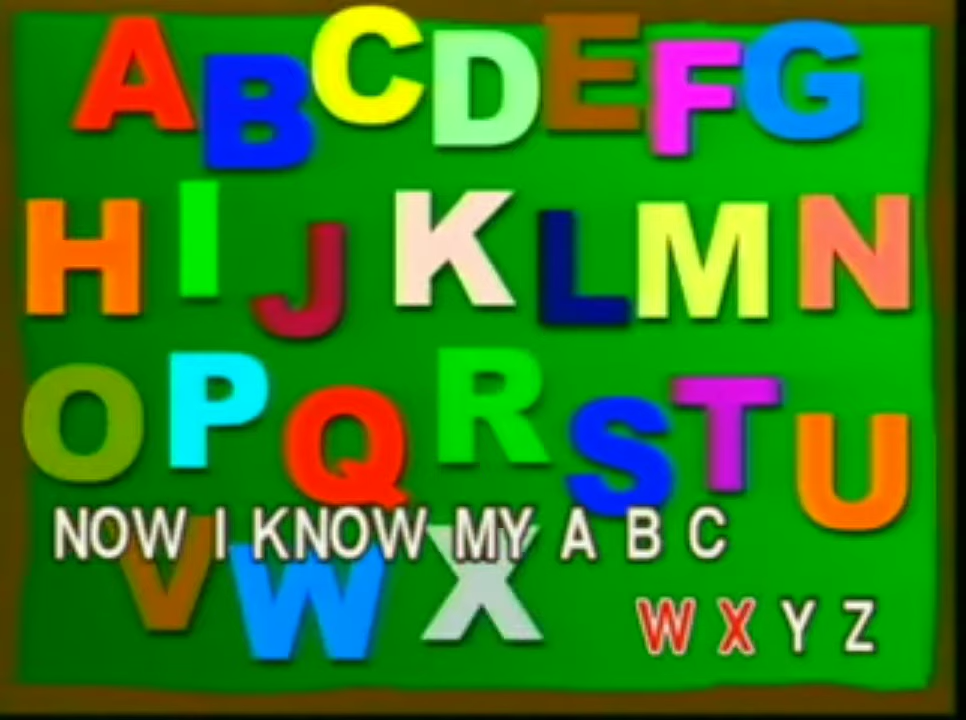 A B C D E F G
H I J K L M N
O P Q R S T U
NOW I KNOW MY A B C
V W X
W X Y Z